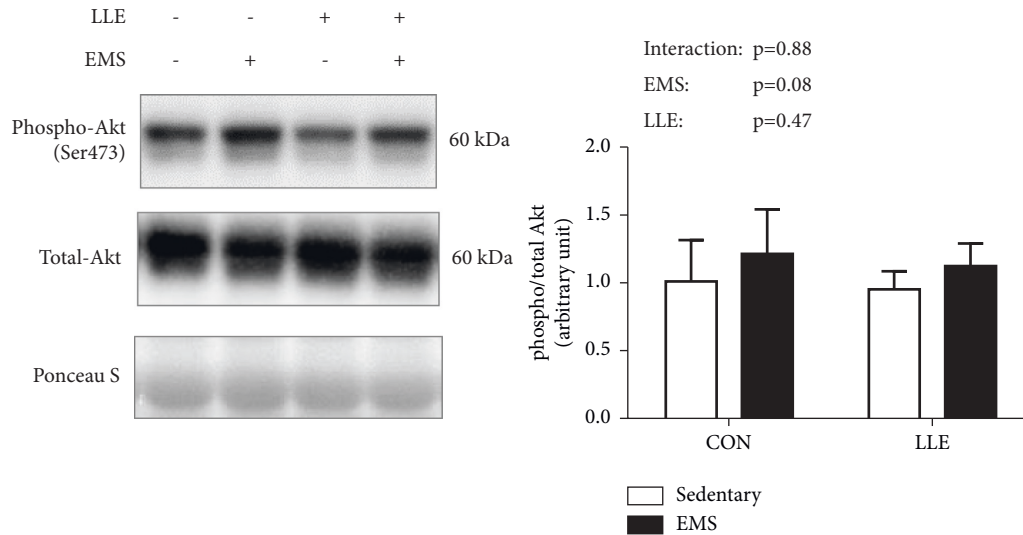 LLE - - + +
EMS - + - +
Phospho-Akt
(Ser473)
60 kDa
Total-Akt
60 kDa
Ponceau S
Interaction: p=0.88
EMS: p=0.08
LLE: p=0.47
phospho/total Akt
(arbitrary unit)
2.0
1.5
1.0
0.5
0.0
CON LLE
Sedentary
EMS